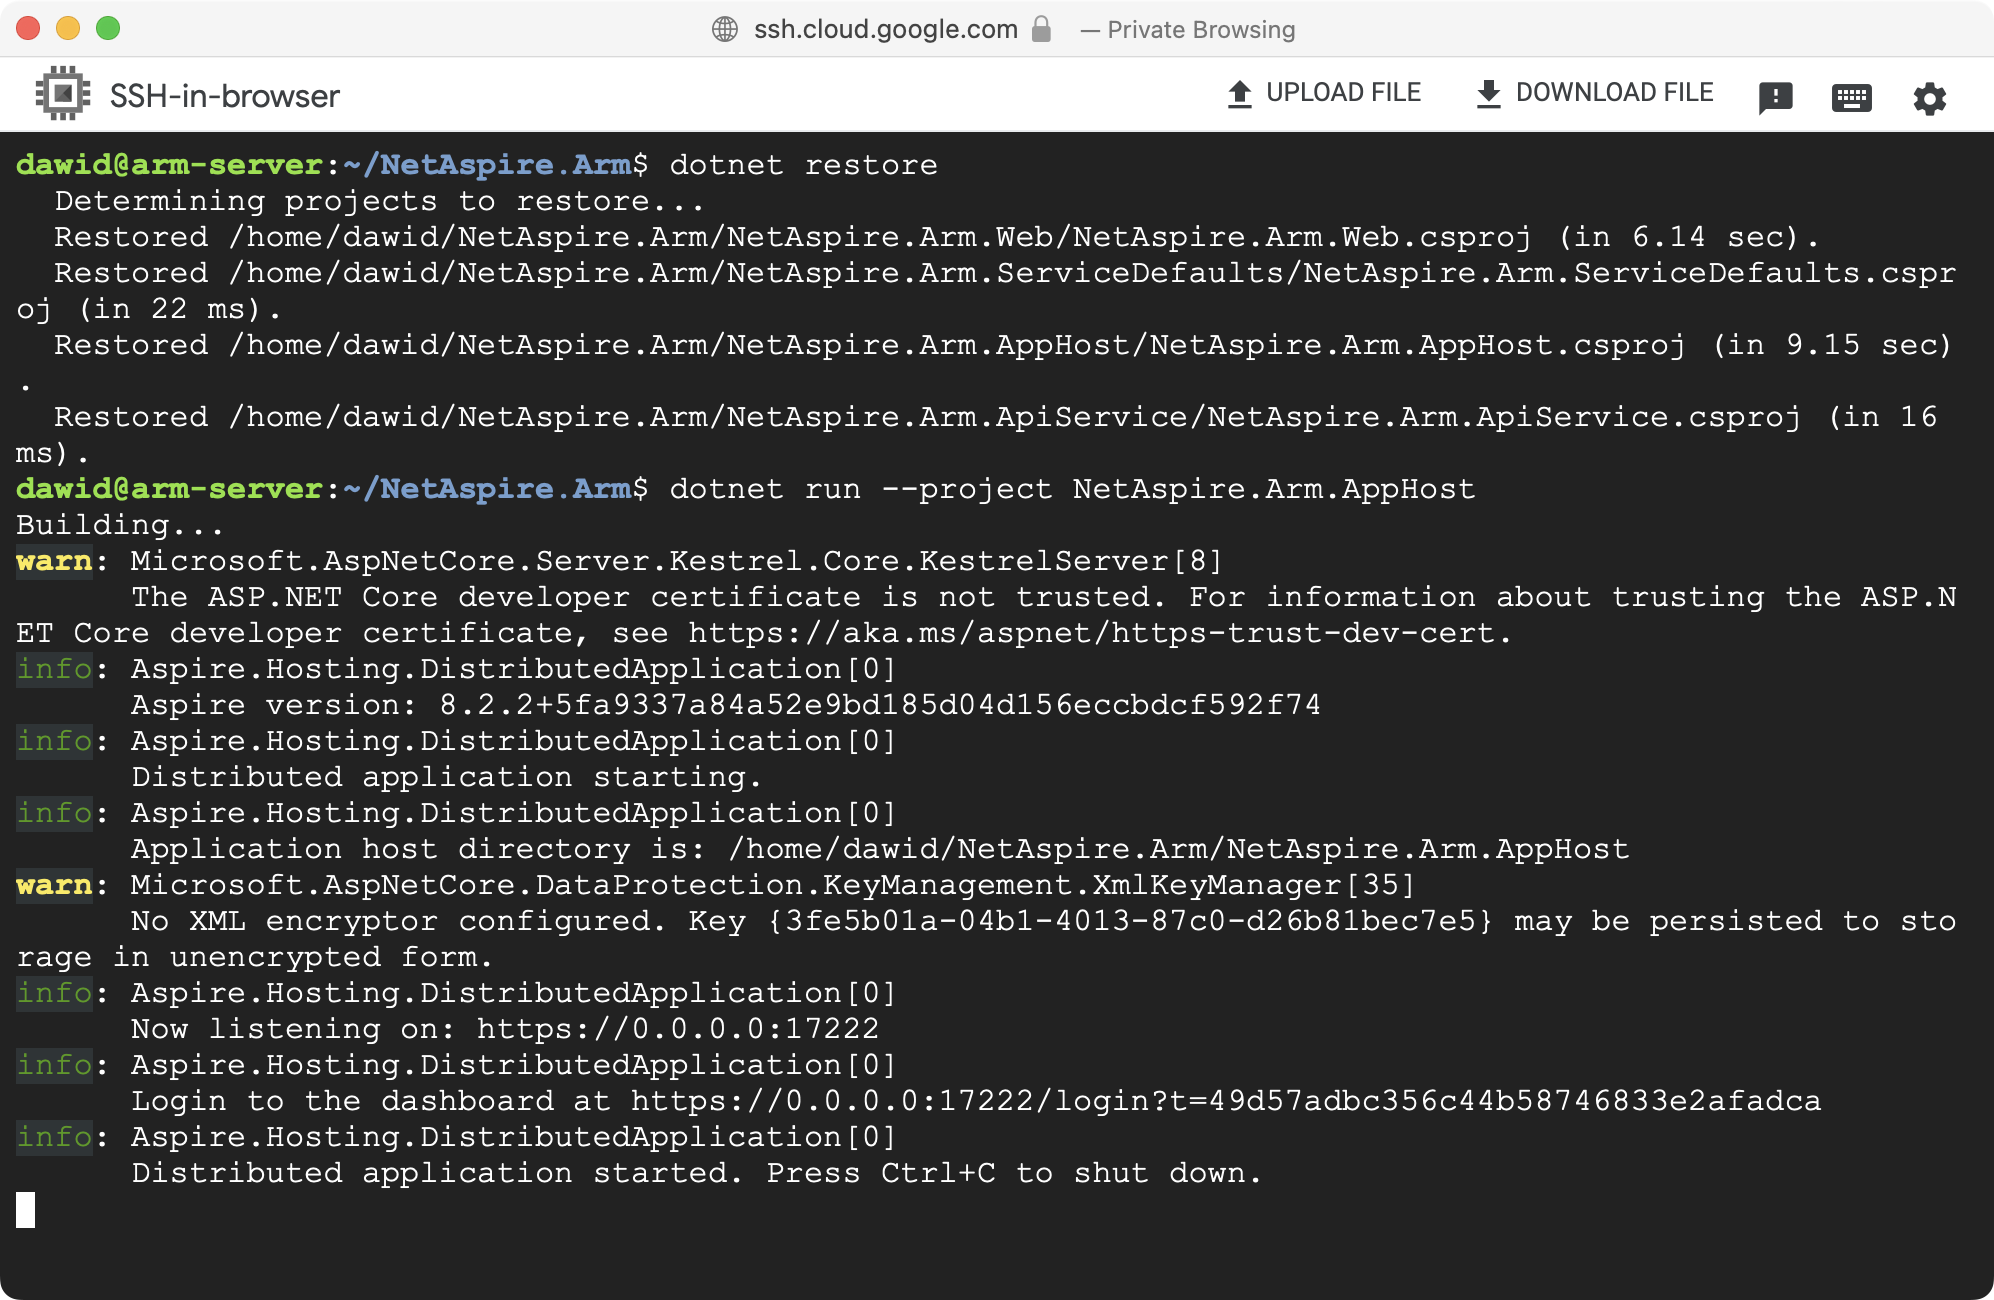 ssh.cloud.google.com — Private Browsing
SSH-in-browser UPLOAD FILE DOWNLOAD FILE
dawid@arm-server:~/NetAspire.Arm$ dotnet restore
  Determining projects to restore...
  Restored /home/dawid/NetAspire.Arm/NetAspire.Arm.Web/NetAspire.Arm.Web.csproj (in 6.14 sec).
  Restored /home/dawid/NetAspire.Arm/NetAspire.Arm.ServiceDefaults/NetAspire.Arm.ServiceDefaults.cspr
oj (in 22 ms).
  Restored /home/dawid/NetAspire.Arm/NetAspire.Arm.AppHost/NetAspire.Arm.AppHost.csproj (in 9.15 sec)
.
  Restored /home/dawid/NetAspire.Arm/NetAspire.Arm.ApiService/NetAspire.Arm.ApiService.csproj (in 16
ms).
dawid@arm-server:~/NetAspire.Arm$ dotnet run --project NetAspire.Arm.AppHost
Building...
warn: Microsoft.AspNetCore.Server.Kestrel.Core.KestrelServer[8]
      The ASP.NET Core developer certificate is not trusted. For information about trusting the ASP.N
ET Core developer certificate, see https://aka.ms/aspnet/https-trust-dev-cert.
info: Aspire.Hosting.DistributedApplication[0]
      Aspire version: 8.2.2+5fa9337a84a52e9bd185d04d156eccbdcf592f74
info: Aspire.Hosting.DistributedApplication[0]
      Distributed application starting.
info: Aspire.Hosting.DistributedApplication[0]
      Application host directory is: /home/dawid/NetAspire.Arm/NetAspire.Arm.AppHost
warn: Microsoft.AspNetCore.DataProtection.KeyManagement.XmlKeyManager[35]
      No XML encryptor configured. Key {3fe5b01a-04b1-4013-87c0-d26b81bec7e5} may be persisted to sto
rage in unencrypted form.
info: Aspire.Hosting.DistributedApplication[0]
      Now listening on: https://0.0.0.0:17222
info: Aspire.Hosting.DistributedApplication[0]
      Login to the dashboard at https://0.0.0.0:17222/login?t=49d57adbc356c44b58746833e2afadca
info: Aspire.Hosting.DistributedApplication[0]
      Distributed application started. Press Ctrl+C to shut down.